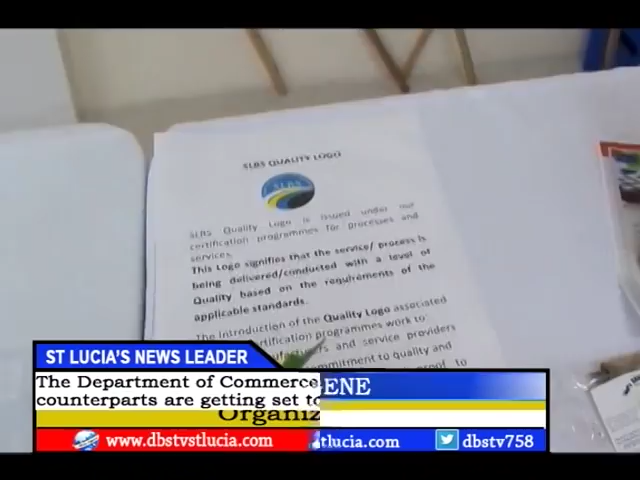 SLBS QUALITY LOGO
SLBS
SLBS Quality Logo is issued under our
certification programmes for processes and
services.
This Logo signifies that the service/ process is
being delivered/conducted with a level of
Quality based on the requirements of the
applicable standards.
The introduction of the Quality Logo associated
certification programmes work to:
and service providers
commitment to quality and
to
ST LUCIA'S NEWS LEADER
The Department of Commerce
counterparts are getting set to
ENE
Organiz
www.dbstvstlucia.com
tlucia.com
dbstv758